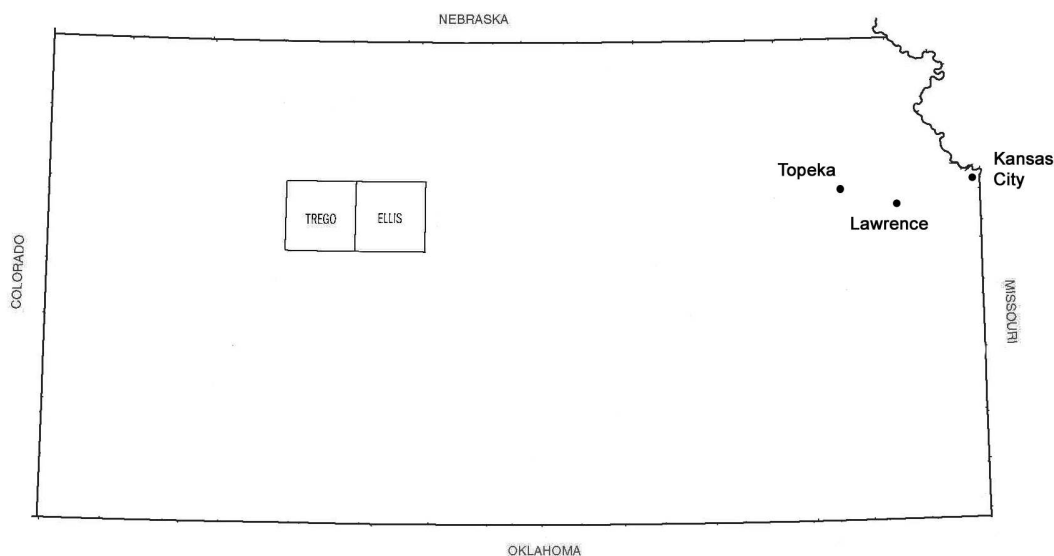 NEBRASKA
Kansas
City
Topeka
TREGO
ELLIS
Lawrence
COLORADO
MISSOURI
OKLAHOMA